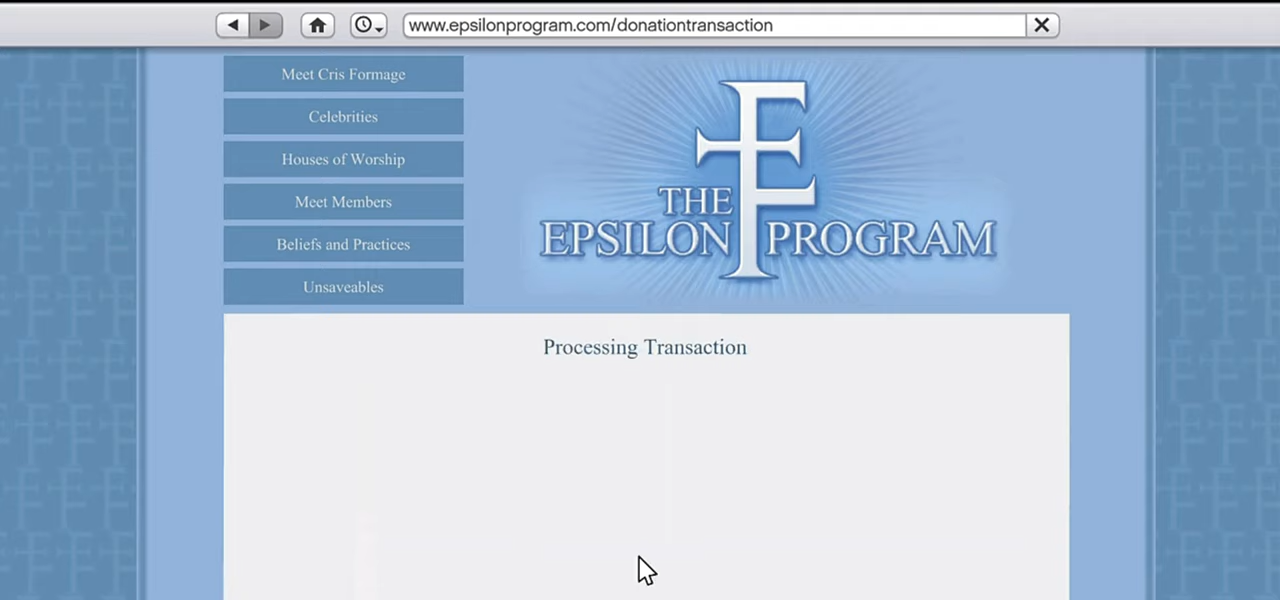 www.epsilonprogram.com/donationtransaction
Meet Cris Formage
Celebrities
Houses of Worship
Meet Members
Beliefs and Practices
Unsaveables
THE
EPSILON PROGRAM
Processing Transaction